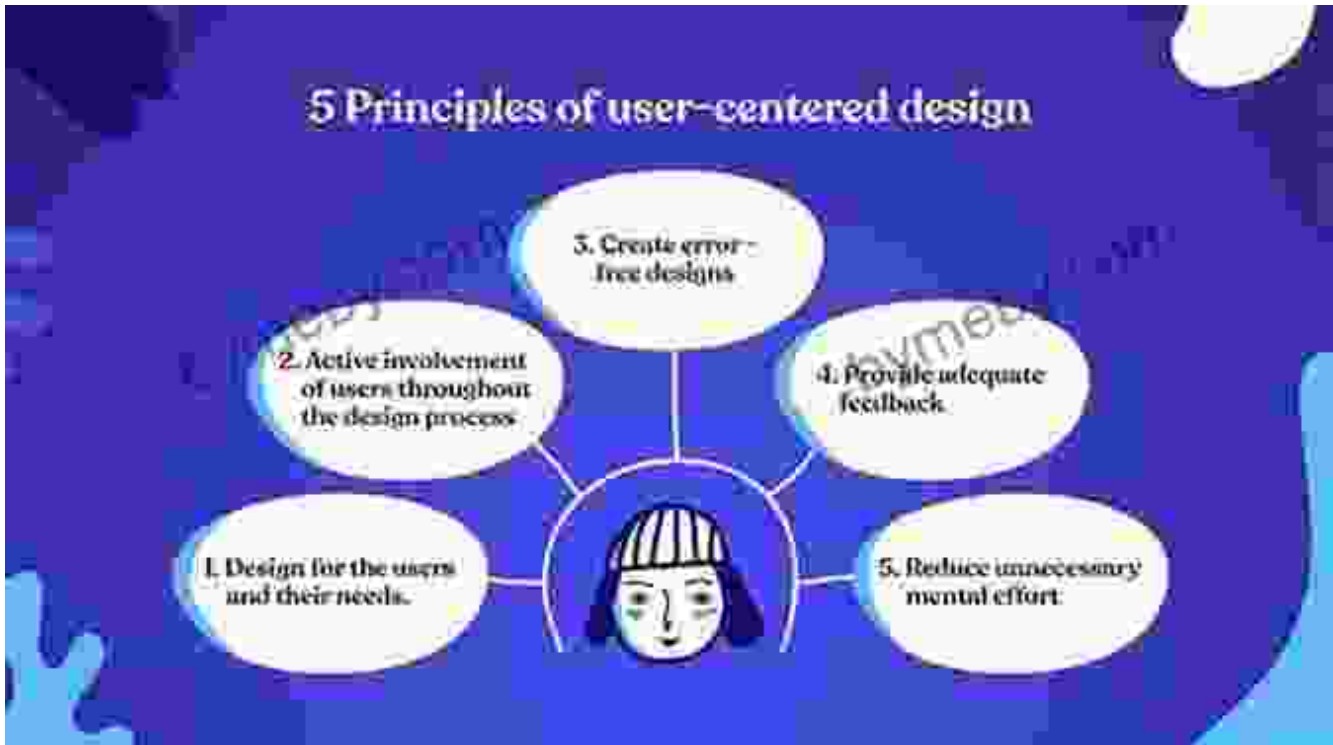 5 Principles of user-centered design
3. Create error-
free designs
2. Active involvement
of users throughout
the design process
4. Provide adequate
feedback
1. Design for the users
and their needs.
5. Reduce unnecessary
mental effort